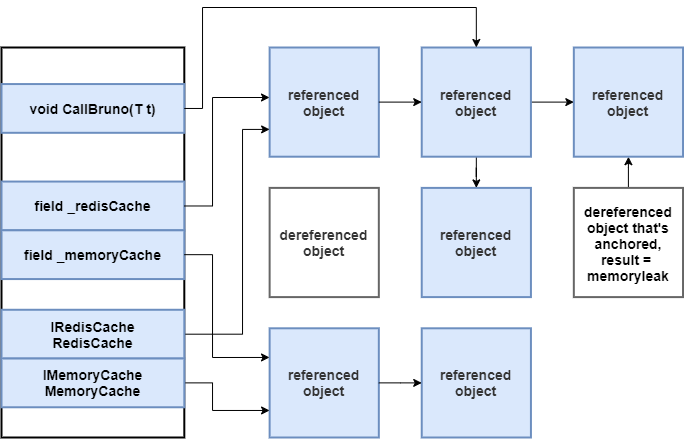 void CallBruno(T t)
field _redisCache
field _memoryCache
IRedisCache
RedisCache
IMemoryCache
MemoryCache
referenced
object
referenced
object
referenced
object
dereferenced
object
referenced
object
dereferenced
object that's
anchored,
result =
memoryleak
referenced
object
referenced
object